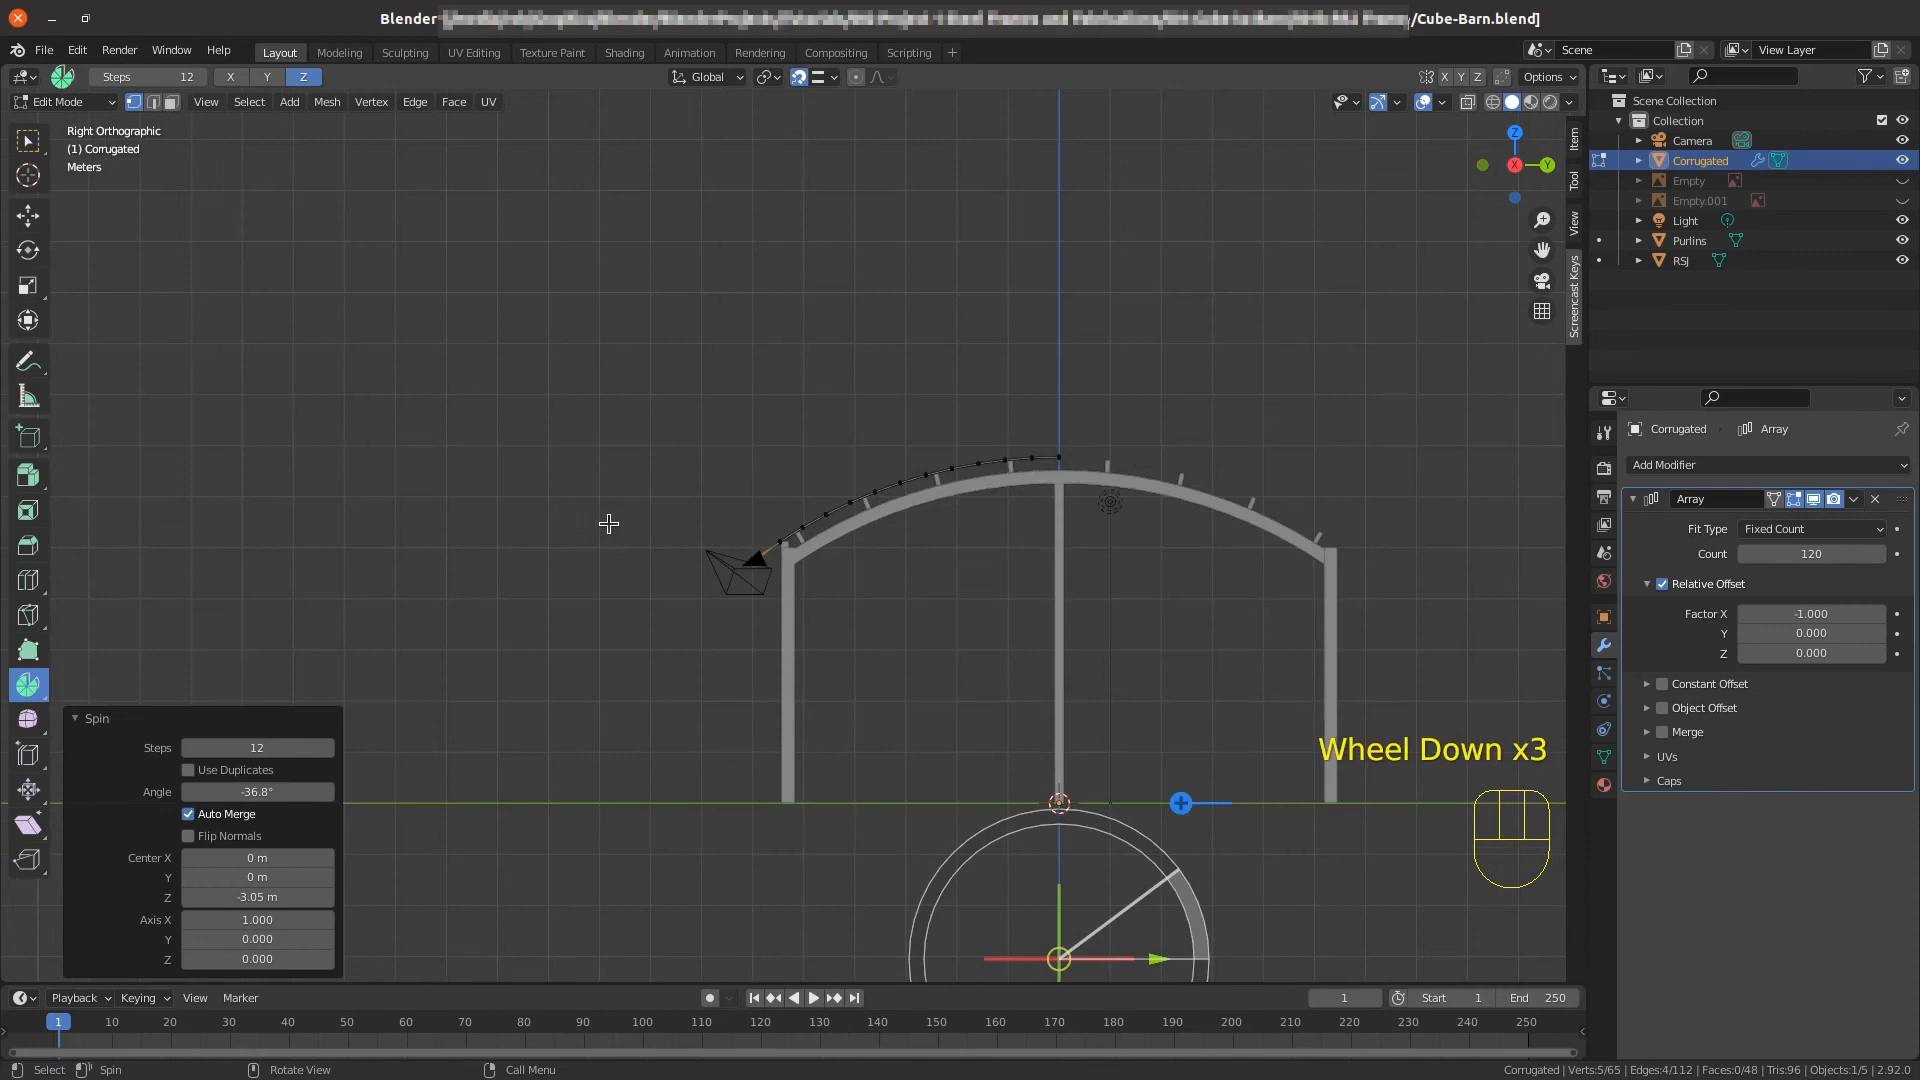 Blender
/Cube-Barn.blend]
File Edit Render Window Help
Layout Modeling Sculpting UV Editing Texture Paint Shading Animation Rendering Compositing Scripting
Scene
View Layer
Steps 12 X Y Z
Global
X Y Z
Options
Edit Mode
View Select Add Mesh Vertex Edge Face UV
Right Orthographic
(1) Corrugated
Meters
Z
X
Y
Item
Tool
View
Screencast Keys
Scene Collection
Collection
Camera
Corrugated
Empty
Empty.001
Light
Purlins
RSJ
Corrugated Array
Add Modifier
Array
Fit Type Fixed Count
Count 120
Relative Offset
Factor X -1.000
Y 0.000
Z 0.000
Constant Offset
Object Offset
Merge
UVs
Caps
Wheel Down x3
Spin
Steps 12
Use Duplicates
Angle -36.8°
Auto Merge
Flip Normals
Center X 0 m
Y 0 m
Z -3.05 m
Axis X 1.000
Y 0.000
Z 0.000
Playback Keying View Marker
1 Start 1 End 250
1 10 20 30 40 50 60 70 80 90 100 110 120 130 140 150 160 170 180 190 200 210 220 230 240 250
Select Spin Rotate View Call Menu
Corrugated | Verts:5/65 | Edges:4/112 | Faces:0/48 | Tris:96 | Objects:1/5 | 2.92.0